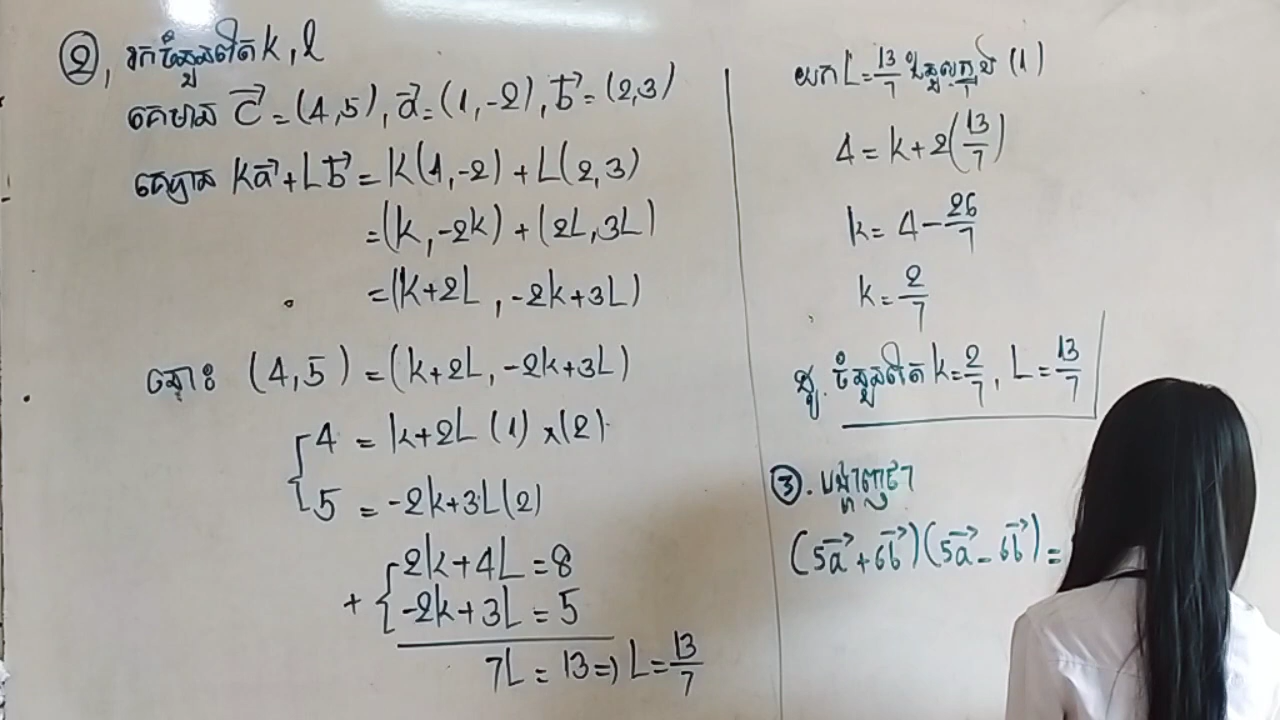 ②, រកចំនួនពិត k, l
គេមាន c⃗ = (4,5), a⃗ = (1,-2), b⃗ = (2,3)
គេបាន ka⃗ + Lb⃗ = k(1,-2) + L(2,3)
= (k, -2k) + (2L, 3L)
= (k+2L, -2k+3L)
នោះ (4,5) = (k+2L, -2k+3L)
4 = k+2L (1) x(2)
5 = -2k+3L (2)
2k+4L = 8
+ { -2k+3L = 5
7L = 13 => L = 13/7
យក L = 13/7 ជំនួសក្នុង (1)
4 = k+2(13/7)
k = 4 - 26/7
k = 2/7
ដូ. ចំនួនពិត k = 2/7, L = 13/7
③. បង្ហាញថា
(5a⃗ + 6b⃗)(5a⃗ - 6b⃗) =